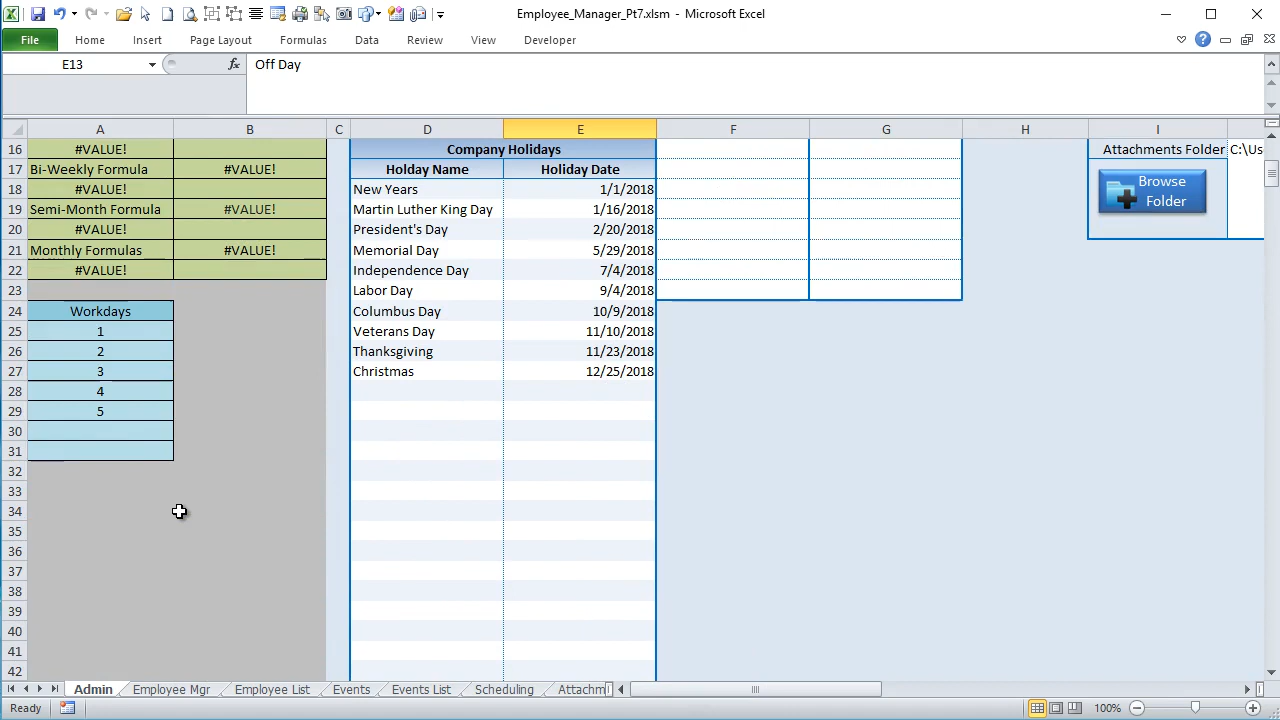 Employee_Manager_Pt7.xlsm - Microsoft Excel
File Home Insert Page Layout Formulas Data Review View Developer
E13 fx Off Day
A B C D E F G H I
16 #VALUE! Company Holidays Attachments Folder C:\Us
17 Bi-Weekly Formula #VALUE! Holday Name Holiday Date
18 #VALUE! New Years 1/1/2018 Browse
19 Semi-Month Formula #VALUE! Martin Luther King Day 1/16/2018 Folder
20 #VALUE! President's Day 2/20/2018
21 Monthly Formulas #VALUE! Memorial Day 5/29/2018
22 #VALUE! Independence Day 7/4/2018
23 Labor Day 9/4/2018
24 Workdays Columbus Day 10/9/2018
25 1 Veterans Day 11/10/2018
26 2 Thanksgiving 11/23/2018
27 3 Christmas 12/25/2018
28 4
29 5
30
31
32
33
34
35
36
37
38
39
40
41
42
Admin Employee Mgr Employee List Events Events List Scheduling Attachm
Ready 100%